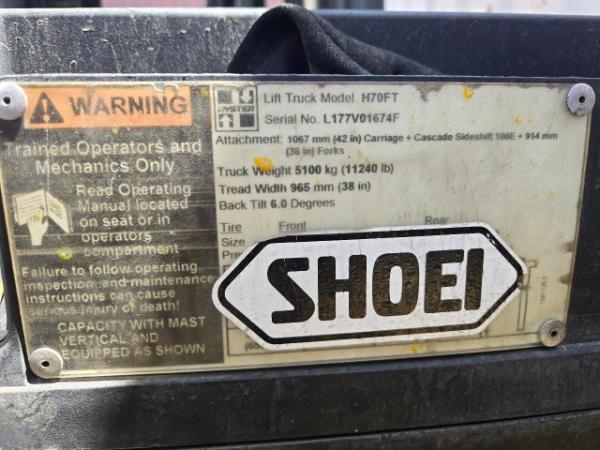 WARNING
Trained Operators and
Mechanics Only
Read Operating
Manual located
on seat or in
operators
compartment
Failure to follow operating,
inspection and maintenance
instructions can cause
serious injury or death!
CAPACITY WITH MAST
VERTICAL AND
EQUIPPED AS SHOWN
HYSTER
Lift Truck Model H70FT
Serial No. L177V01674F
Attachment, 1067 mm (42 in) Carriage + Cascade Sideshift 100E + 914 mm
(36 in) Forks
Truck Weight 5100 kg (11240 lb)
Tread Width 965 mm (38 in)
Back Tilt 6.0 Degrees
Tire Front Rear
Size
SHOEI